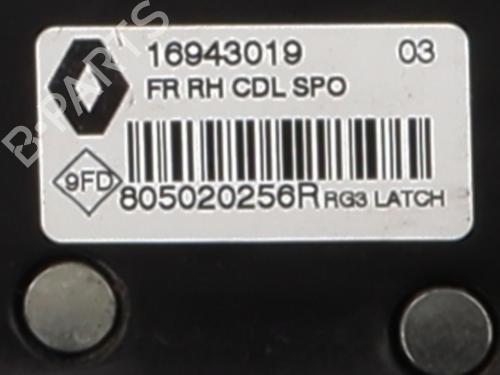 16943019 03
FR RH CDL SPO
9FD
805020256R RG3 LATCH
B-PARTS